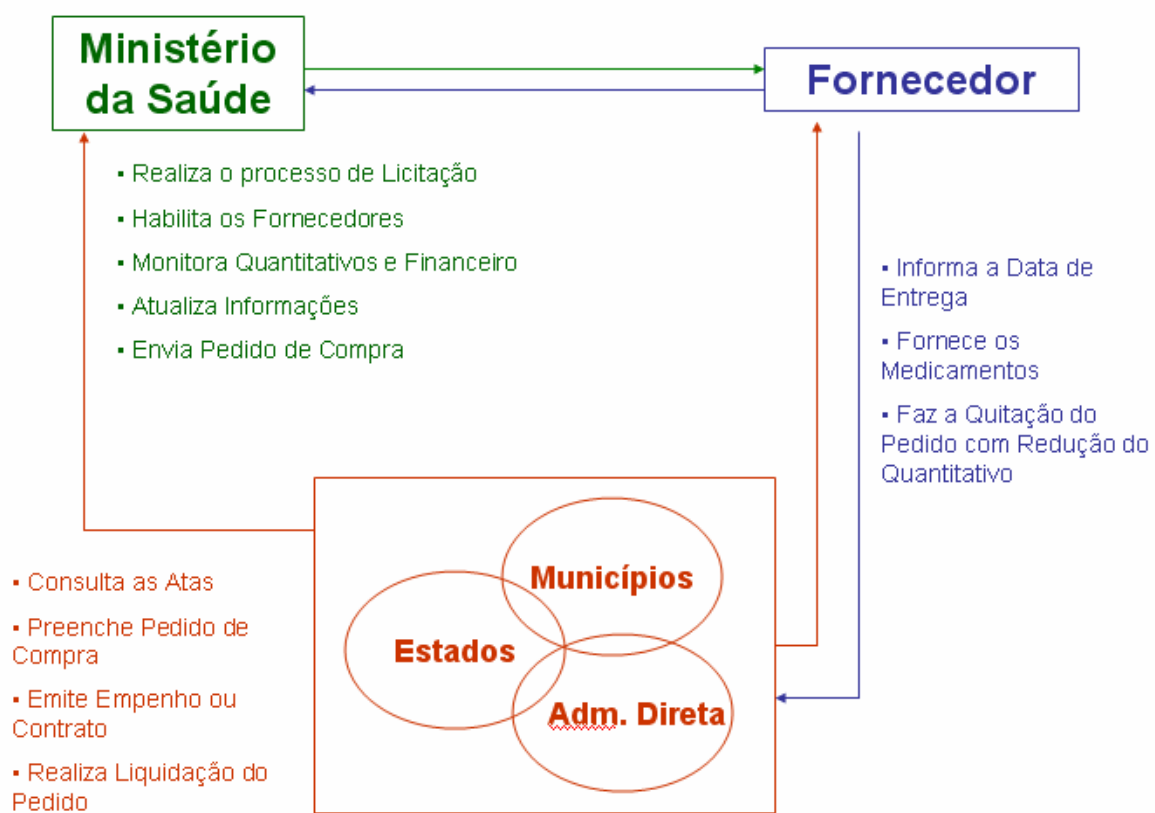 Ministério
da Saúde
Fornecedor
▪ Realiza o processo de Licitação
▪ Habilita os Fornecedores
▪ Monitora Quantitativos e Financeiro
▪ Atualiza Informações
▪ Envia Pedido de Compra
▪ Informa a Data de
Entrega
▪ Fornece os
Medicamentos
▪ Faz a Quitação do
Pedido com Redução do
Quantitativo
▪ Consulta as Atas
▪ Preenche Pedido de
Compra
▪ Emite Empenho ou
Contrato
▪ Realiza Liquidação do
Pedido
Municípios
Estados
Adm. Direta